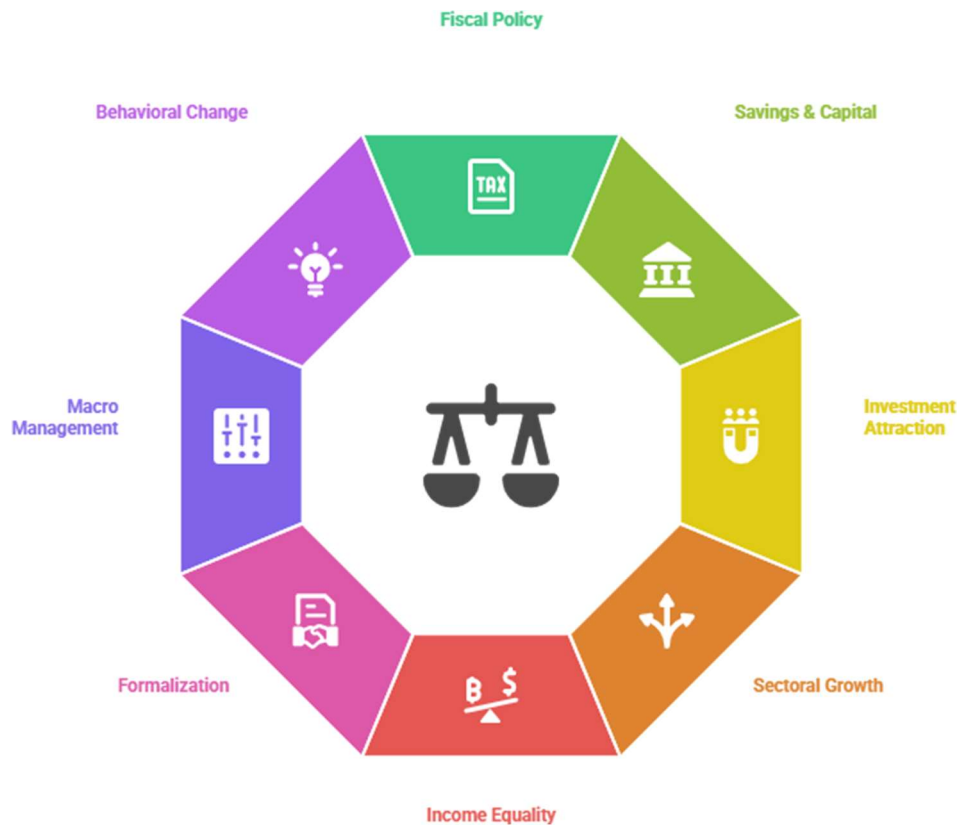 Fiscal Policy
Behavioral Change
Savings & Capital
TAX
Macro
Management
Investment
Attraction
Formalization
Sectoral Growth
B $
Income Equality